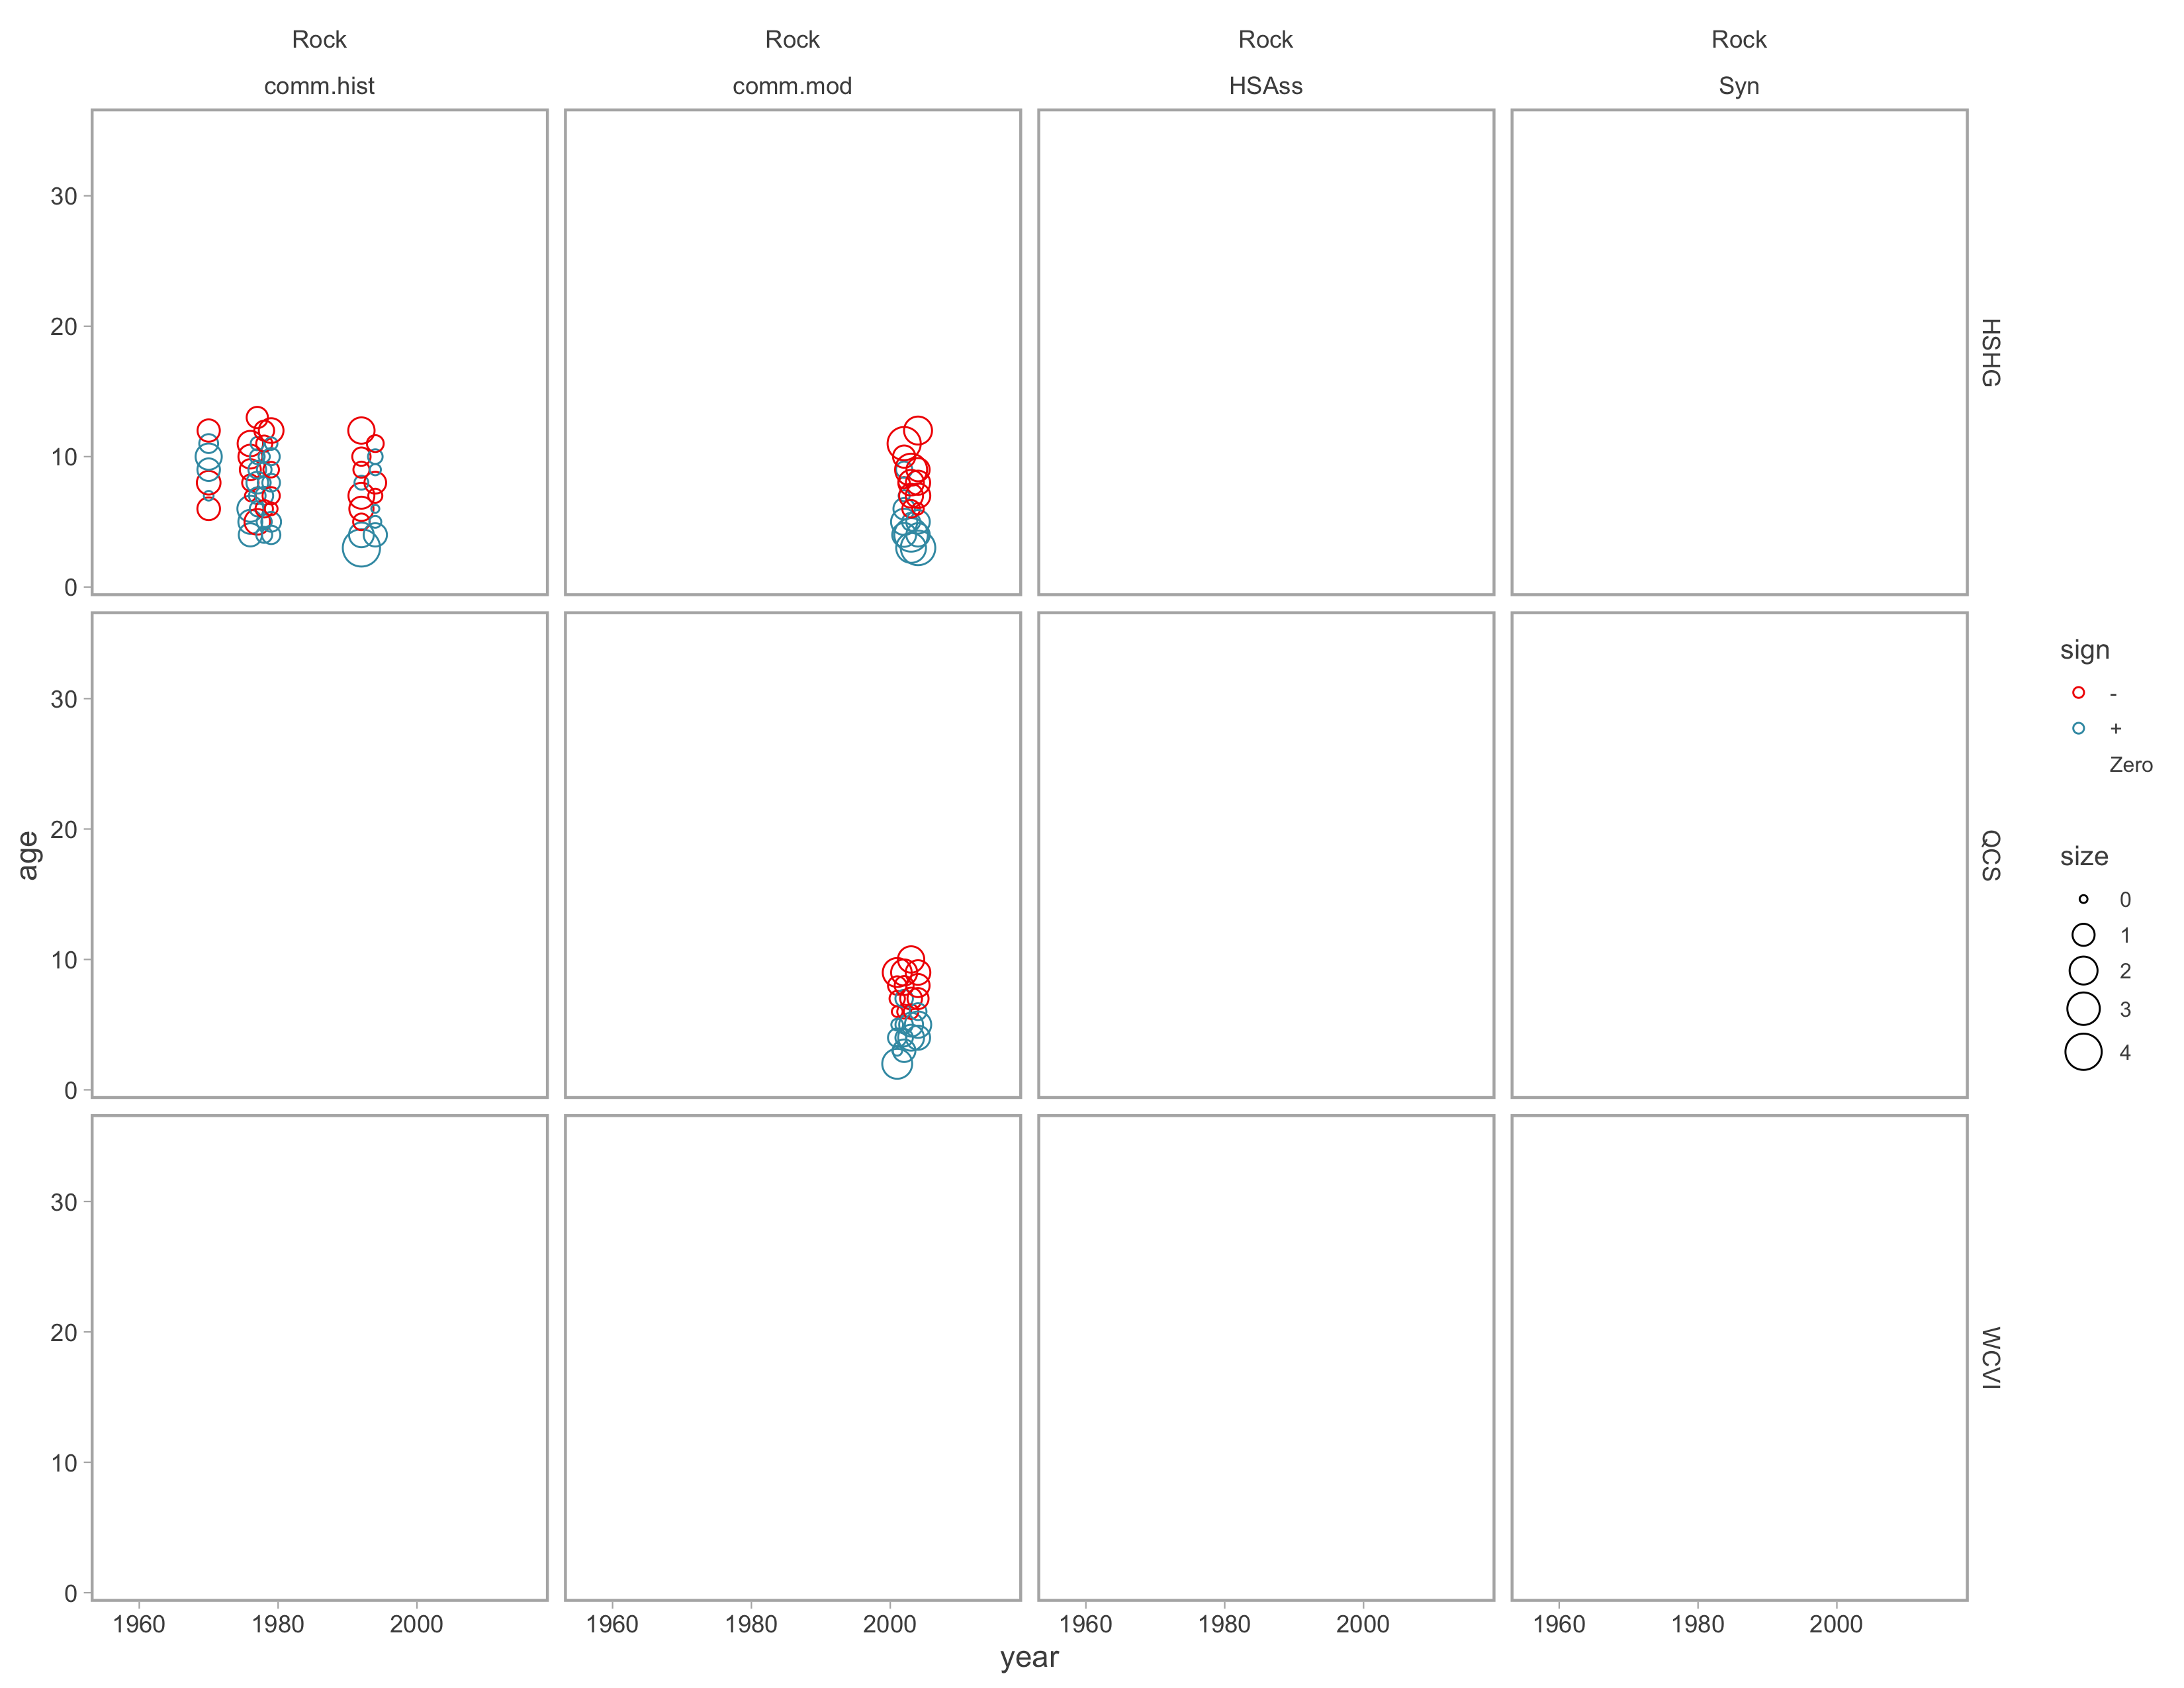 Rock Rock Rock Rock
comm.hist comm.mod HSAss Syn
30
20
10
0
HSHG
30
20
10
0
QCS
30
20
10
0
WCVI
age
1960 1980 2000 1960 1980 2000 1960 1980 2000 1960 1980 2000
year
sign
-
+
Zero
size
0
1
2
3
4